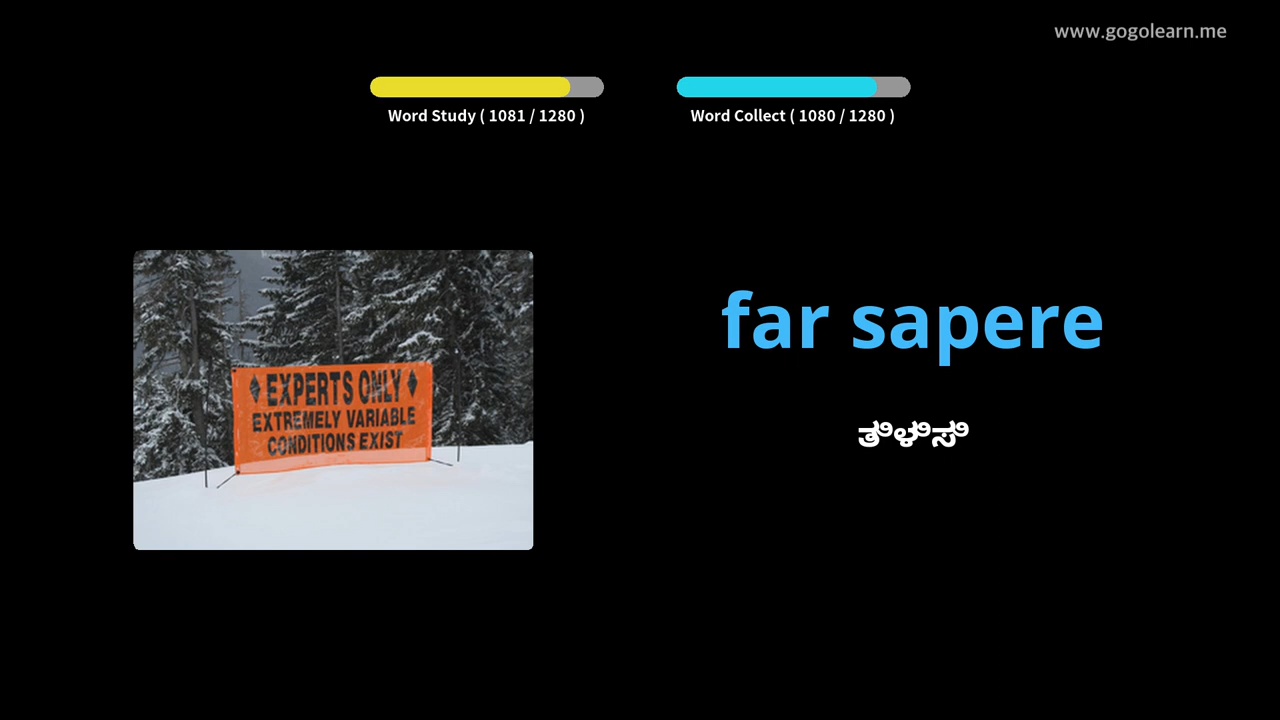 www.gogolearn.me
Word Study ( 1081 / 1280 )
Word Collect ( 1080 / 1280 )
EXPERTS ONLY
EXTREMELY VARIABLE
CONDITIONS EXIST
far sapere
ತಿಳಿಸಿ